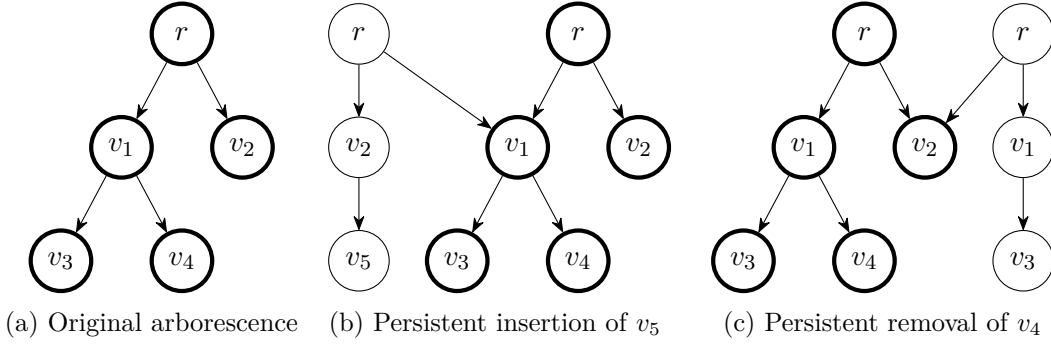 r r r r r
v₁ v₂ v₂ v₁ v₂ v₁ v₂ v₁
v₃ v₄ v₅ v₃ v₄ v₃ v₄ v₃
(a) Original arborescence (b) Persistent insertion of v₅ (c) Persistent removal of v₄